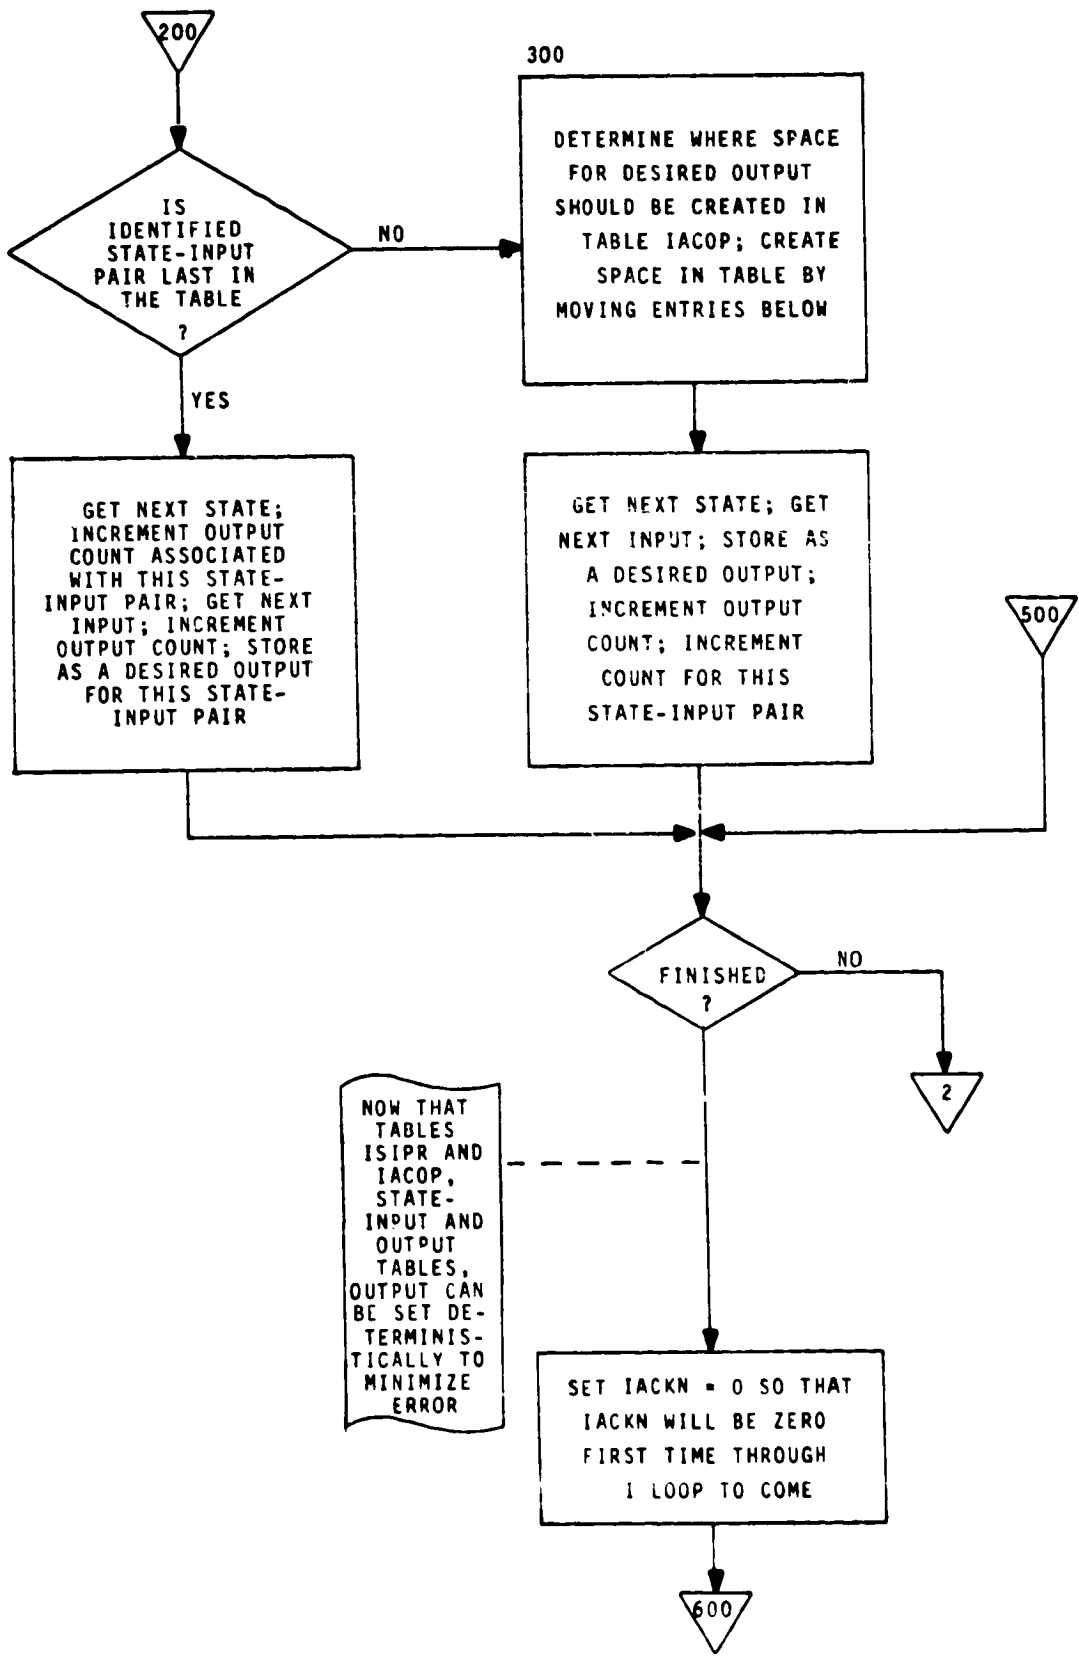 200
IS
IDENTIFIED
STATE-INPUT
PAIR LAST IN
THE TABLE
?
NO
YES
300
DETERMINE WHERE SPACE
FOR DESIRED OUTPUT
SHOULD BE CREATED IN
TABLE IACOP; CREATE
SPACE IN TABLE BY
MOVING ENTRIES BELOW
GET NEXT STATE;
INCREMENT OUTPUT
COUNT ASSOCIATED
WITH THIS STATE-
INPUT PAIR; GET NEXT
INPUT; INCREMENT
OUTPUT COUNT; STORE
AS A DESIRED OUTPUT
FOR THIS STATE-
INPUT PAIR
GET NEXT STATE; GET
NEXT INPUT; STORE AS
A DESIRED OUTPUT;
INCREMENT OUTPUT
COUNT; INCREMENT
COUNT FOR THIS
STATE-INPUT PAIR
500
FINISHED
?
NO
2
NOW THAT
TABLES
ISIPR AND
IACOP,
STATE-
INPUT AND
OUTPUT
TABLES,
OUTPUT CAN
BE SET DE-
TERMINIS-
TICALLY TO
MINIMIZE
ERROR
SET IACKN = 0 SO THAT
IACKN WILL BE ZERO
FIRST TIME THROUGH
I LOOP TO COME
600